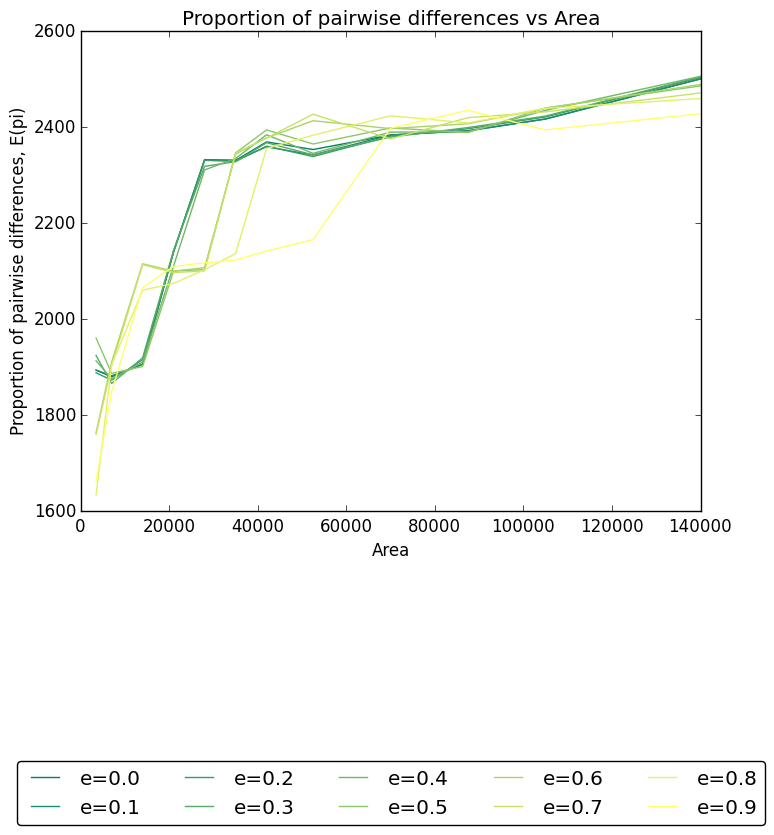 Proportion of pairwise differences vs Area
2600
2400
2200
2000
1800
1600
Proportion of pairwise differences, E(pi)
0 20000 40000 60000 80000 100000 120000 140000
Area
e=0.0 e=0.2 e=0.4 e=0.6 e=0.8
e=0.1 e=0.3 e=0.5 e=0.7 e=0.9